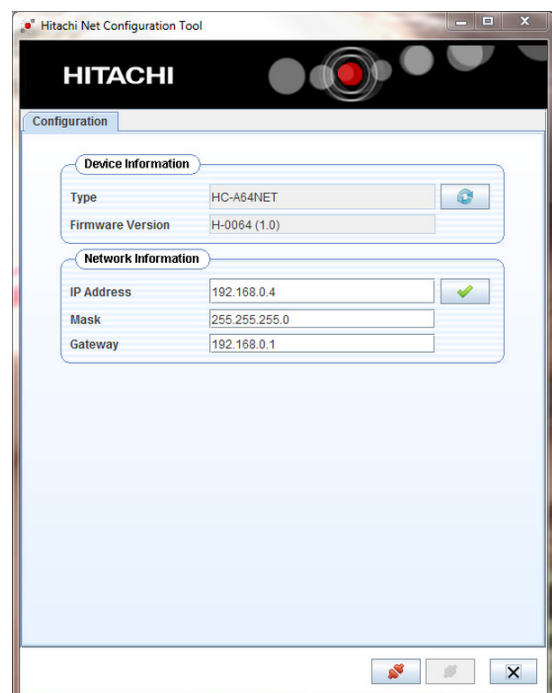 Hitachi Net Configuration Tool
HITACHI
Configuration
Device Information
Type HC-A64NET
Firmware Version H-0064 (1.0)
Network Information
IP Address 192.168.0.4
Mask 255.255.255.0
Gateway 192.168.0.1